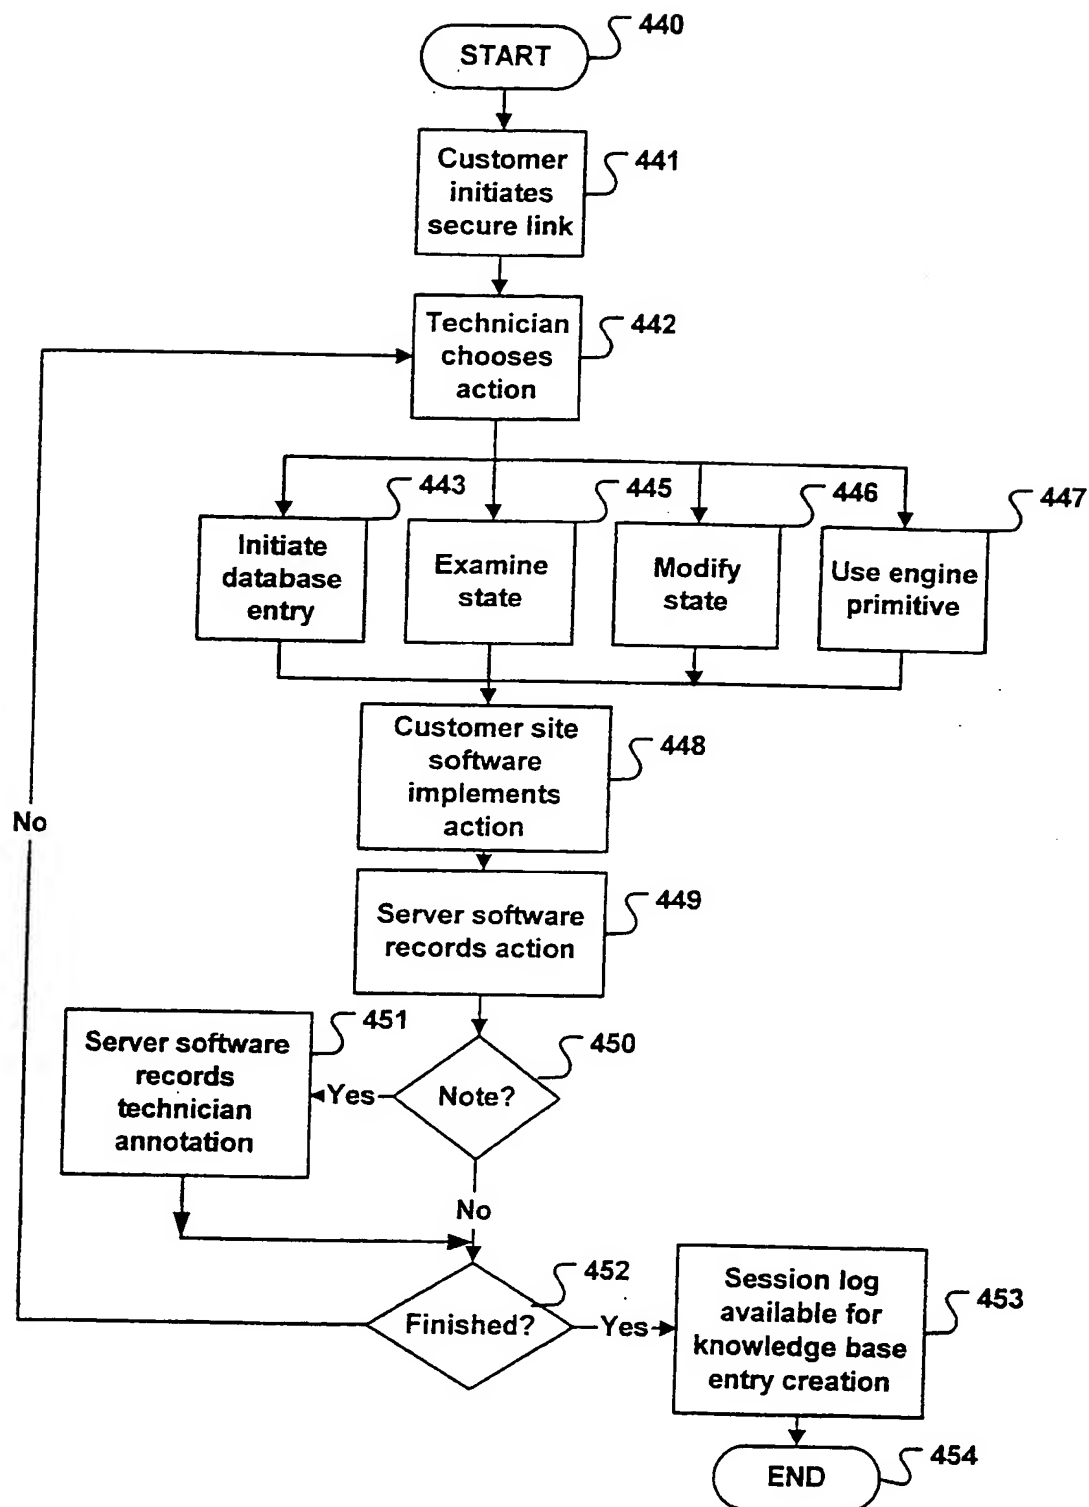 START
440
Customer
initiates
secure link
441
Technician
chooses
action
442
443
445
446
447
Initiate
database
entry
Examine
state
Modify
state
Use engine
primitive
Customer site
software
implements
action
448
No
Server software
records action
449
451
Server software
records
technician
annotation
450
Note?
Yes
No
452
Finished?
Yes
Session log
available for
knowledge base
entry creation
453
END
454